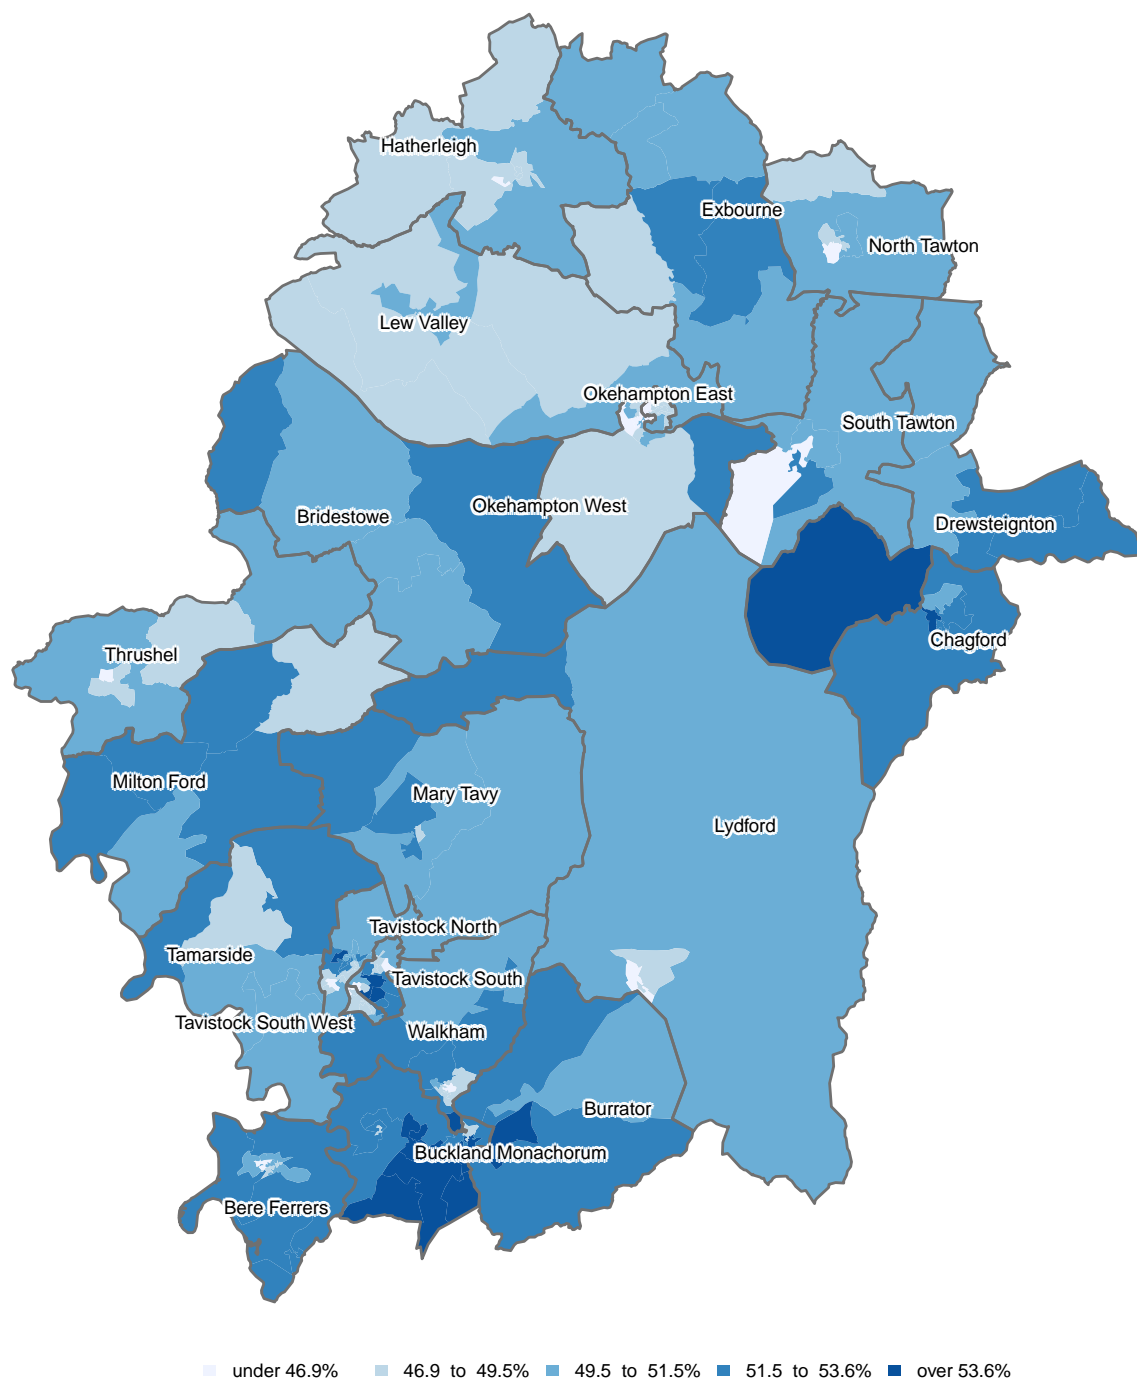 Hatherleigh
Exbourne
North Tawton
Lew Valley
Okehampton East
South Tawton
Okehampton West
Bridestowe
Drewsteignton
Chagford
Thrushel
Milton Ford
Mary Tavy
Lydford
Tavistock North
Tamarside
Tavistock South
Tavistock South West
Walkham
Burrator
Buckland Monachorum
Bere Ferrers
under 46.9% 46.9 to 49.5% 49.5 to 51.5% 51.5 to 53.6% over 53.6%